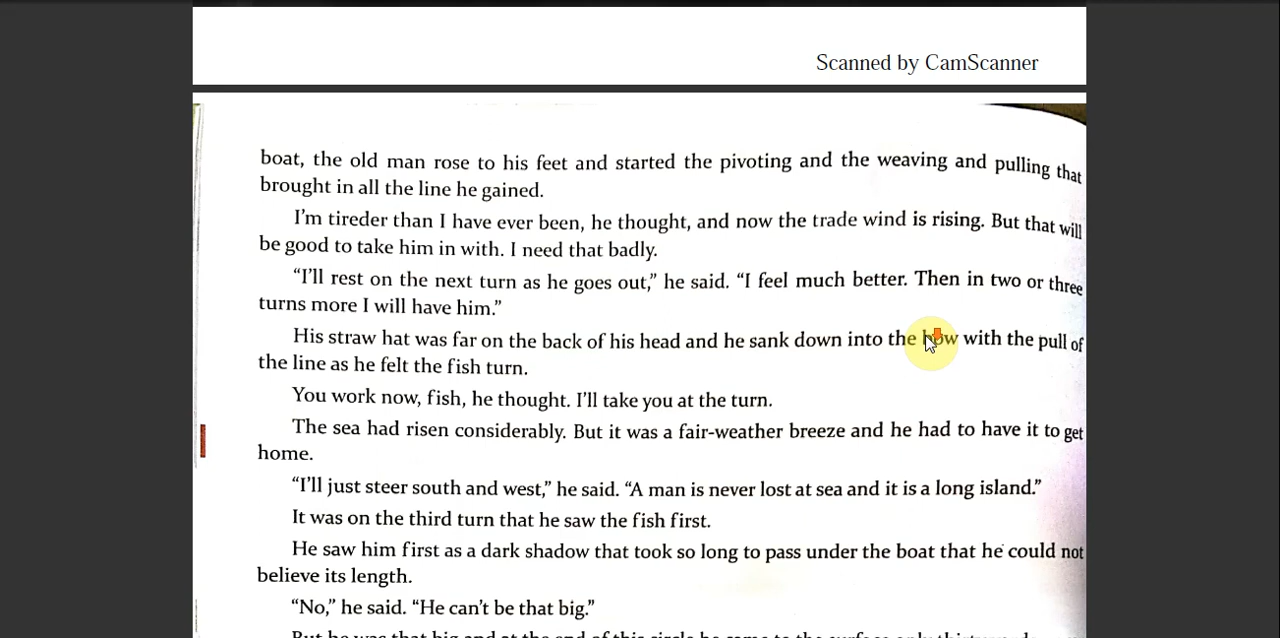 Scanned by CamScanner
boat, the old man rose to his feet and started the pivoting and the weaving and pulling that
brought in all the line he gained.
I'm tireder than I have ever been, he thought, and now the trade wind is rising. But that will
be good to take him in with. I need that badly.
“I'll rest on the next turn as he goes out,” he said. “I feel much better. Then in two or three
turns more I will have him.”
His straw hat was far on the back of his head and he sank down into the bow with the pull of
the line as he felt the fish turn.
You work now, fish, he thought. I'll take you at the turn.
The sea had risen considerably. But it was a fair-weather breeze and he had to have it to get
home.
“I'll just steer south and west,” he said. “A man is never lost at sea and it is a long island.”
It was on the third turn that he saw the fish first.
He saw him first as a dark shadow that took so long to pass under the boat that he could not
believe its length.
“No,” he said. “He can't be that big.”
But he was that big and at the end of this circle he came to the surface only thirty yards